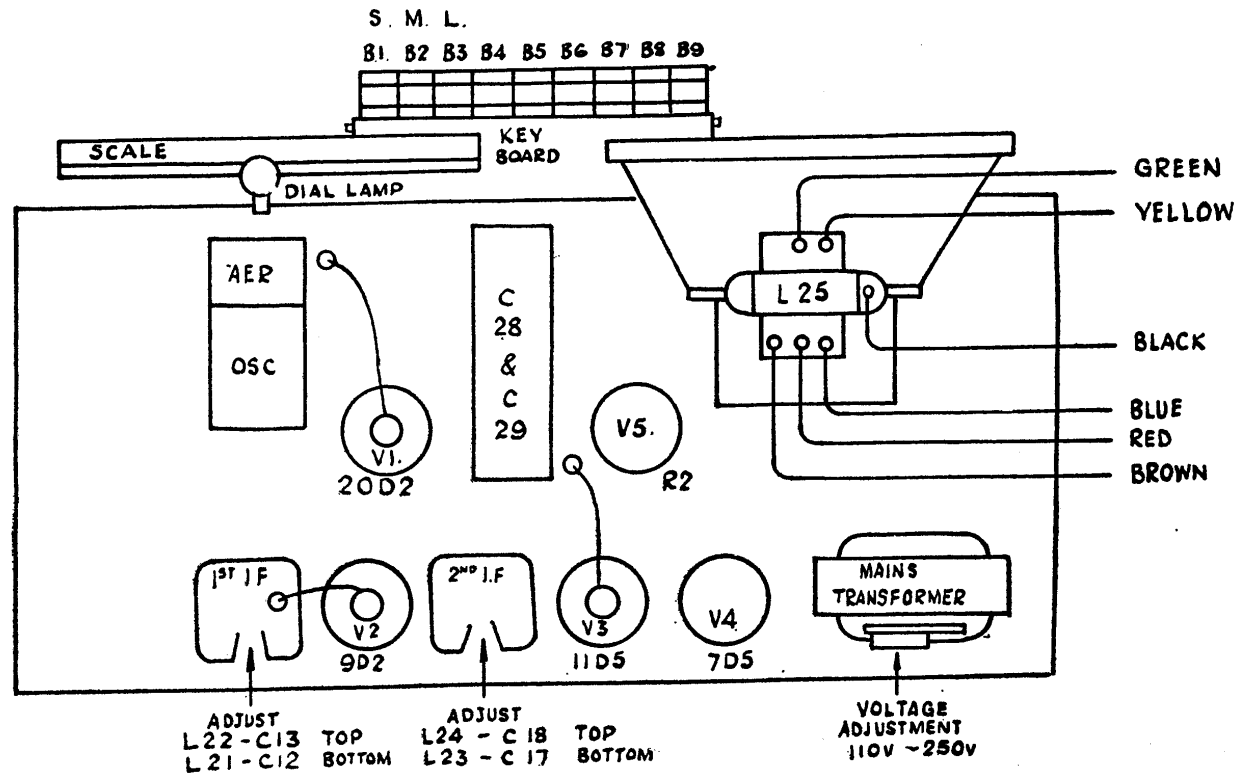 S. M. L.
B1. B2 B3 B4 B5 B6 B7 B8 B9
KEY
BOARD
SCALE
DIAL LAMP
GREEN
YELLOW
AER
OSC
C
28
&
C
29
L 25
BLACK
BLUE
RED
BROWN
V1.
20D2
V5.
R2
1ST I F
V2
9D2
2ND I.F
V3
11D5
V4
7D5
MAINS
TRANSFORMER
ADJUST
L22-C13 TOP
L21-C12 BOTTOM
ADJUST
L24-C18 TOP
L23-C17 BOTTOM
VOLTAGE
ADJUSTMENT
110V ~250V